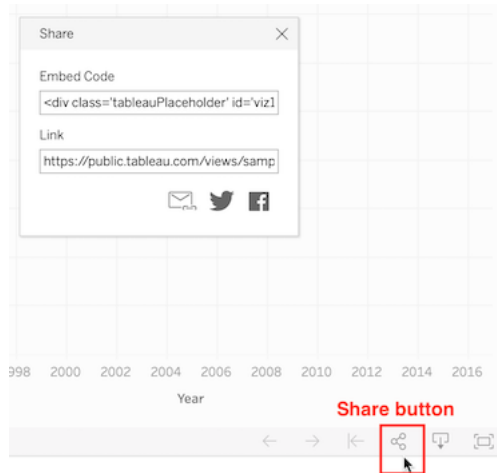 Share
Embed Code
<div class='tableauPlaceholder' id='viz1
Link
https://public.tableau.com/views/samp
998 2000 2002 2004 2006 2008 2010 2012 2014 2016
Year
Share button